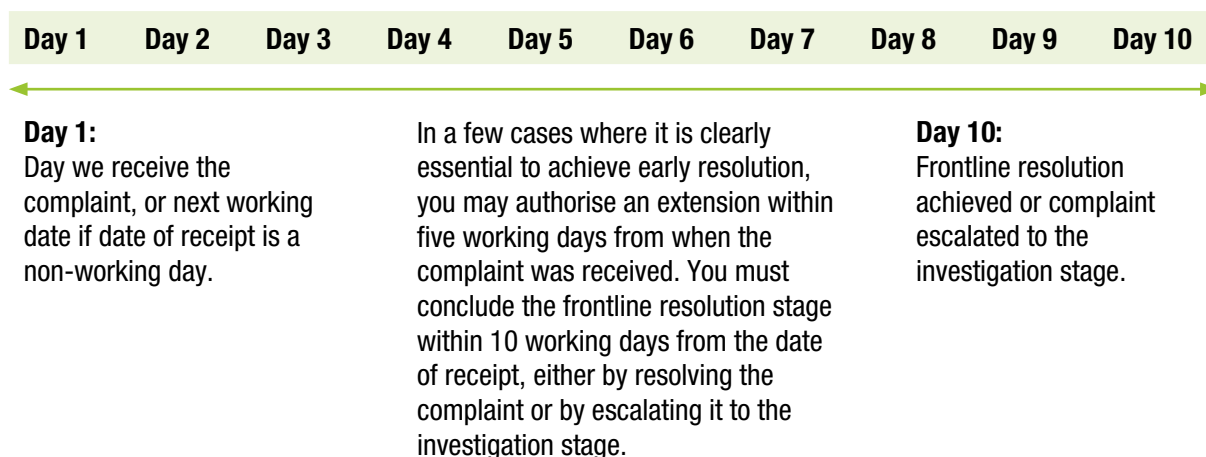 Day 1 Day 2 Day 3 Day 4 Day 5 Day 6 Day 7 Day 8 Day 9 Day 10
Day 1:
Day we receive the
complaint, or next working
date if date of receipt is a
non-working day.
In a few cases where it is clearly
essential to achieve early resolution,
you may authorise an extension within
five working days from when the
complaint was received. You must
conclude the frontline resolution stage
within 10 working days from the date
of receipt, either by resolving the
complaint or by escalating it to the
investigation stage.
Day 10:
Frontline resolution
achieved or complaint
escalated to the
investigation stage.